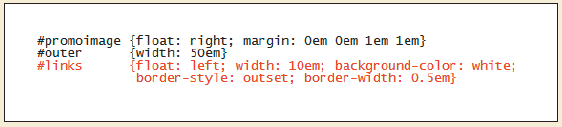 #promoimage {float: right; margin: 0em 0em 1em 1em}
#outer {width: 50em}
#links {float: left; width: 10em; background-color: white;
border-style: outset; border-width: 0.5em}